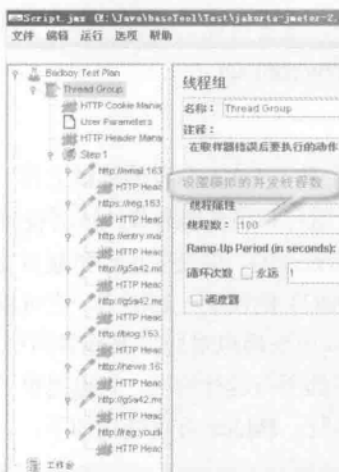 Script.jmx (E:\Java\baseTool\Test\jakarta-jmeter-2.
文件 编辑 运行 选项 帮助
Badboy Test Plan
Thread Group
HTTP Cookie Manag
User Parameters
HTTP Header Mana
Step 1
http://email.163
HTTP Head
https://reg.163
HTTP Head
http://entry.mai
HTTP Head
http://g5a42.me
HTTP Head
http://g5a42.me
HTTP Head
http://blog.163
HTTP Head
http://news.16
HTTP Head
http://g5a42.me
HTTP Head
http://reg.youd
HTTP Head
工作台
线程组
名称： Thread Group
注释：
在取样器错误后要执行的动作
设置模拟的并发线程数
线程属性
线程数： 100
Ramp-Up Period (in seconds):
循环次数 永远 1
调度器